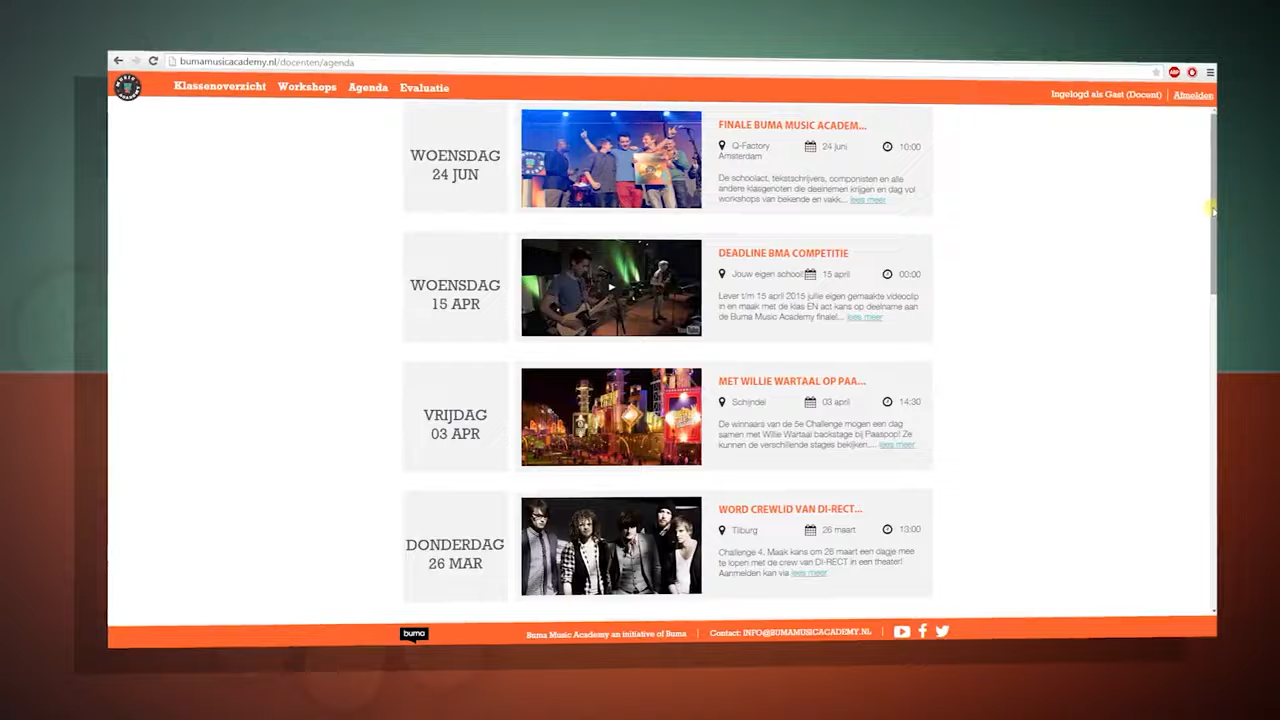 bumamusicacademy.nl/docenten/agenda
MUSIC ACADEMY
Klassenoverzicht Workshops Agenda Evaluatie
Ingelogd als Gast (Docent) | Afmelden
WOENSDAG
24 JUN
FINALE BUMA MUSIC ACADEM...
Q-Factory Amsterdam
24 juni
10:00
De schoolact, tekstschrijvers, componisten en alle
andere klasgenoten die deelnemen krijgen en dag vol
workshops van bekende en vakk... lees meer
WOENSDAG
15 APR
DEADLINE BMA COMPETITIE
Jouw eigen school
15 april
00:00
Lever t/m 15 april 2015 jullie eigen gemaakte videoclip
in en maak met de klas EN act kans op deelname aan
de Buma Music Academy finale!... lees meer
YouTube
VRIJDAG
03 APR
MET WILLIE WARTAAL OP PAA...
Schijndel
03 april
14:30
De winnaars van de 5e Challenge mogen een dag
samen met Willie Wartaal backstage bij Paaspop! Ze
kunnen de verschillende stages bekijken,... lees meer
DONDERDAG
26 MAR
WORD CREWLID VAN DI-RECT...
Tilburg
26 maart
13:00
Challenge 4. Maak kans om 26 maart een dagje mee
te lopen met de crew van DI-RECT in een theater!
Aanmelden kan via lees meer
buma
Buma Music Academy an initiative of Buma | Contact: INFO@BUMAMUSICACADEMY.NL |